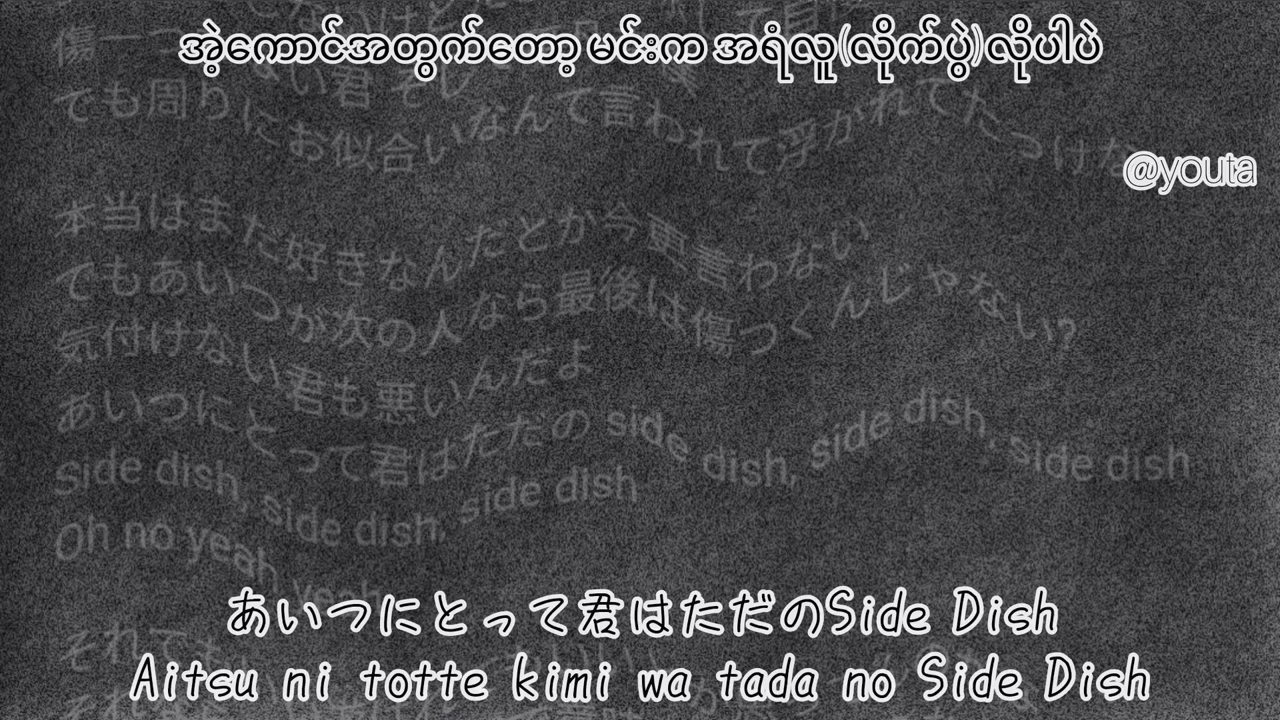 အဲ့ကောင်အတွက်တော့ မင်းက အရံလူ(လိုက်ပွဲ)လိုပါပဲ
でも周りにお似合いなんて言われて浮かれてたっけな
@youta
本当はまだ好きなんだとか今更言わない
でもあいつが次の人なら最後は傷つくんじゃない?
気付けない君も悪いんだよ
あいつにとって君はただの side dish, side dish, side dish
Side dish, side dish, side dish
Oh no yeah yeah
あいつにとって君はただのSide Dish
Aitsu ni totte kimi wa tada no Side Dish